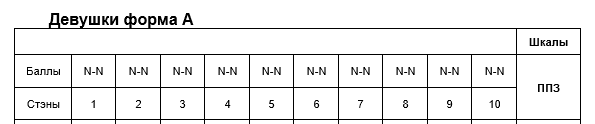 Девушки форма А
Шкалы
Баллы N-N N-N N-N N-N N-N N-N N-N N-N N-N N-N
ППЗ
Стэны 1 2 3 4 5 6 7 8 9 10